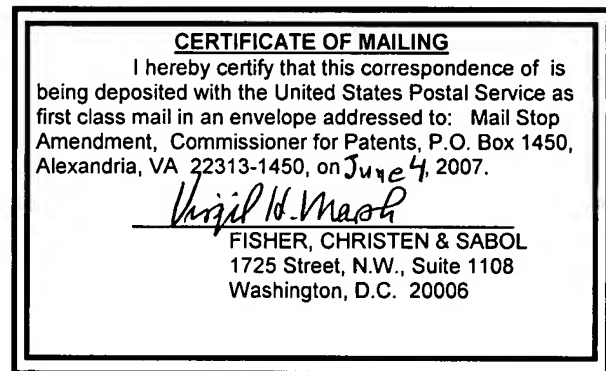 CERTIFICATE OF MAILING
I hereby certify that this correspondence of is
being deposited with the United States Postal Service as
first class mail in an envelope addressed to: Mail Stop
Amendment, Commissioner for Patents, P.O. Box 1450,
Alexandria, VA 22313-1450, on June 4, 2007.
Virgil H. Marsh
FISHER, CHRISTEN & SABOL
1725 Street, N.W., Suite 1108
Washington, D.C. 20006